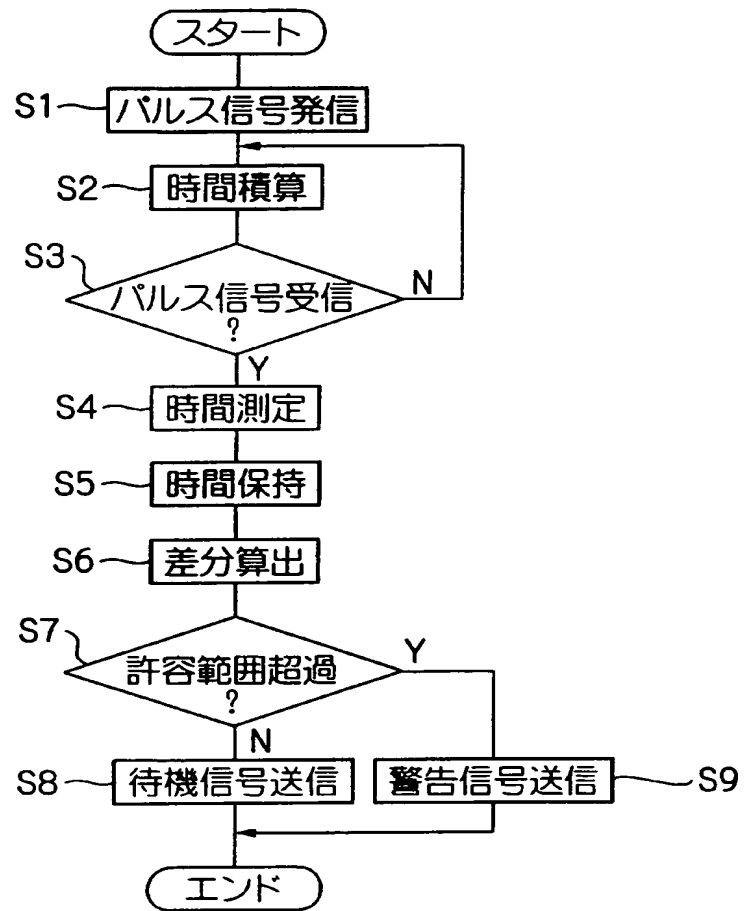 スタート
S1 パルス信号発信
S2 時間積算
S3
パルス信号受信 N
?
Y
S4 時間測定
S5 時間保持
S6 差分算出
S7 Y
許容範囲超過
?
N
S8 待機信号送信 警告信号送信 S9
エンド